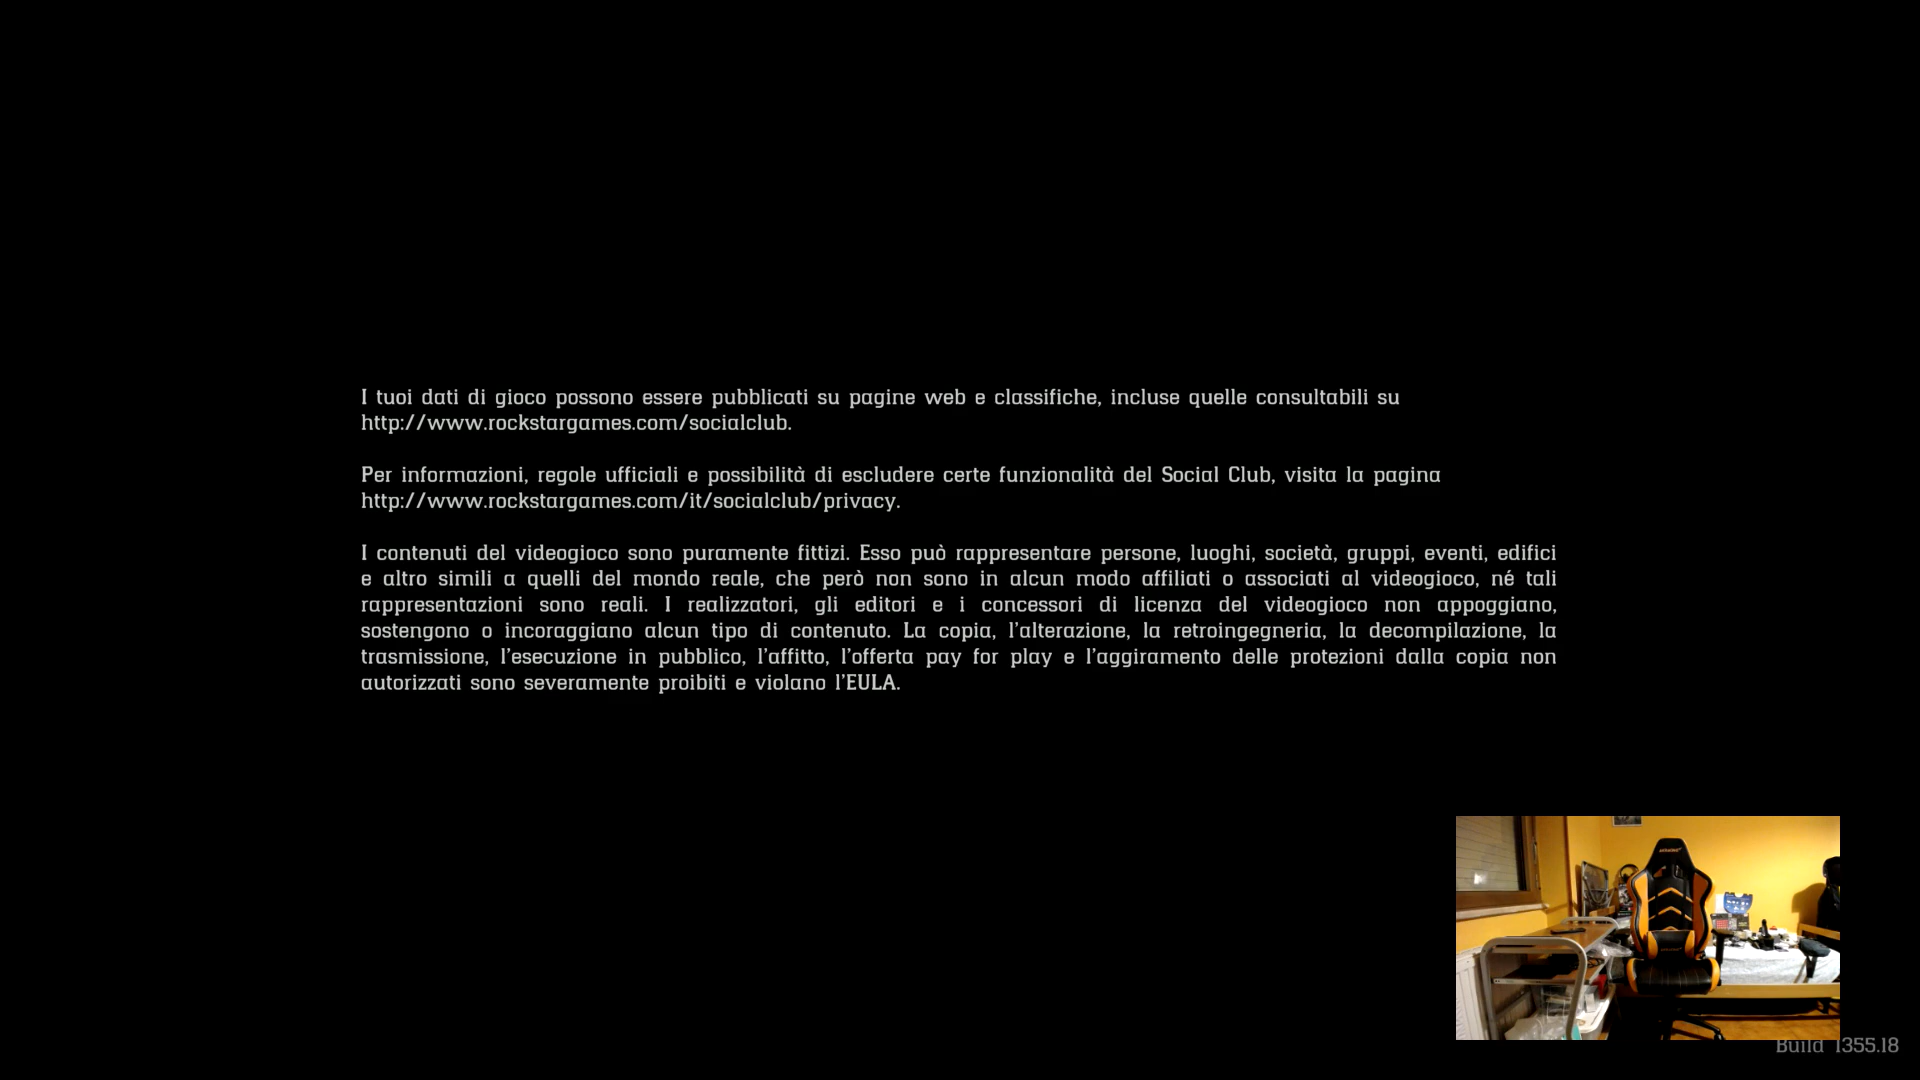 I tuoi dati di gioco possono essere pubblicati su pagine web e classifiche, incluse quelle consultabili su
http://www.rockstargames.com/socialclub.
Per informazioni, regole ufficiali e possibilità di escludere certe funzionalità del Social Club, visita la pagina
http://www.rockstargames.com/it/socialclub/privacy.
I contenuti del videogioco sono puramente fittizi. Esso può rappresentare persone, luoghi, società, gruppi, eventi, edifici
e altro simili a quelli del mondo reale, che però non sono in alcun modo affiliati o associati al videogioco, né tali
rappresentazioni sono reali. I realizzatori, gli editori e i concessori di licenza del videogioco non appoggiano,
sostengono o incoraggiano alcun tipo di contenuto. La copia, l'alterazione, la retroingegneria, la decompilazione, la
trasmissione, l'esecuzione in pubblico, l'affitto, l'offerta pay for play e l'aggiramento delle protezioni dalla copia non
autorizzati sono severamente proibiti e violano l'EULA.
Build 1355.18